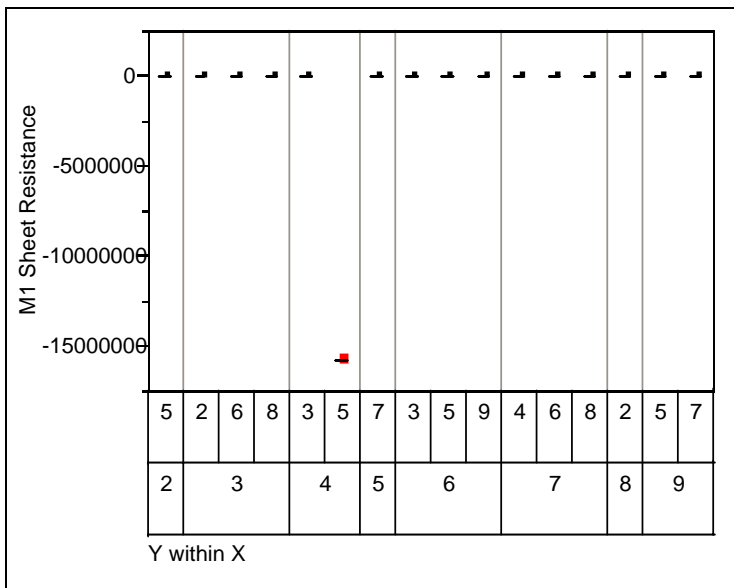 M1 Sheet Resistance
0
-5000000
-10000000
-15000000
5 2 6 8 3 5 7 3 5 9 4 6 8 2 5 7
2 3 4 5 6 7 8 9
Y within X